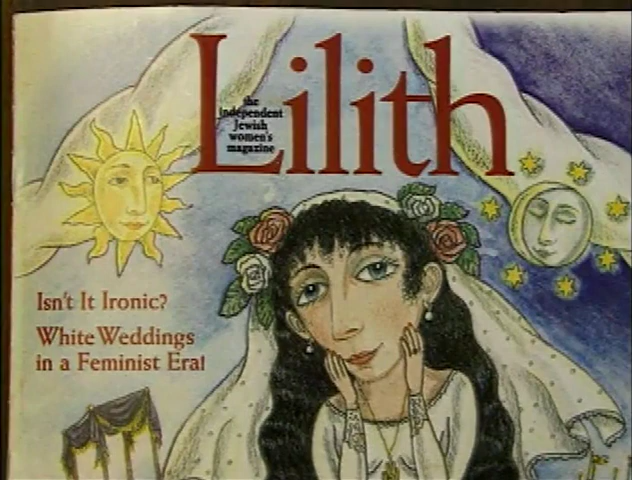 Lilith
the
independent
Jewish
women's
magazine
Isn't It Ironic?
White Weddings
in a Feminist Era!